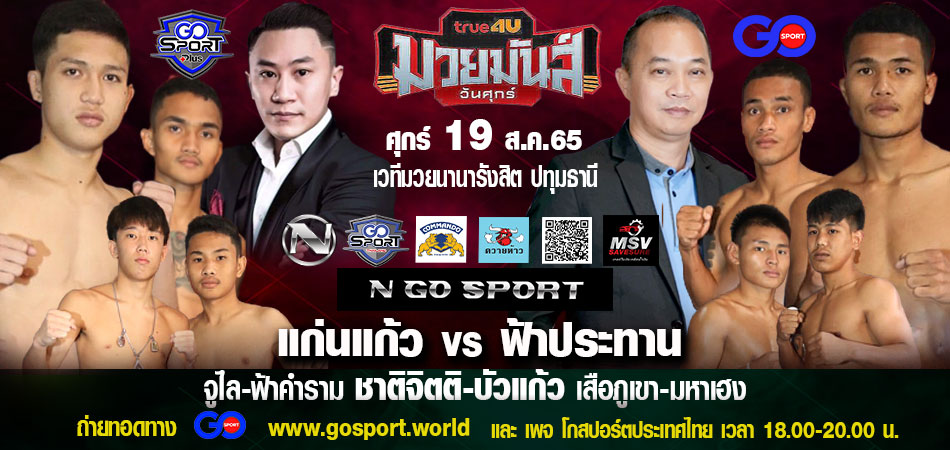 GO
SPORT
Plus
true4U
มวยมันส์
วันศุกร์
GO SPORT
ศุกร์ 19 ส.ค.65
เวทีมวยนานารังสิต ปทุมธานี
N
GO
SPORT
COMMANDO
ควายหาว
MSV
SAVESURE
N GO SPORT
แก่นแก้ว vs ฟ้าประทาน
จูไล-ฟ้าคำราม ชาติจิตติ-บัวแก้ว เสือภูเขา-มหาเฮง
ถ่ายทอดทาง GO SPORT www.gosport.world และ เพจ โกสปอร์ตประเทศไทย เวลา 18.00-20.00 น.